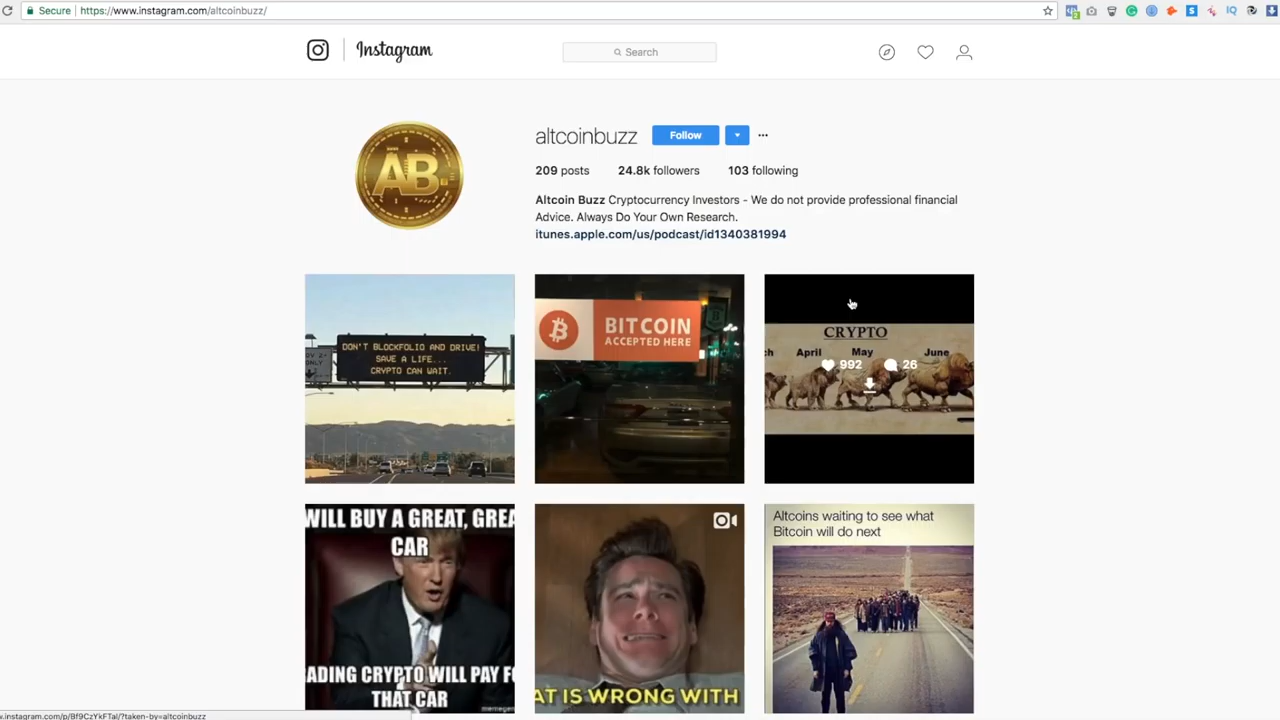 Secure | https://www.instagram.com/altcoinbuzz/
Instagram
Search
altcoinbuzz Follow
209 posts 24.8k followers 103 following
Altcoin Buzz Cryptocurrency Investors - We do not provide professional financial
Advice. Always Do Your Own Research.
itunes.apple.com/us/podcast/id1340381994
DON'T BLOCKFOLIO AND DRIVE!
SAVE A LIFE...
CRYPTO CAN WAIT.
ONLY
BITCOIN
ACCEPTED HERE
CRYPTO
ch April May June
992 26
WILL BUY A GREAT, GREA
CAR
ADING CRYPTO WILL PAY FO
THAT CAR
AT IS WRONG WITH
Altcoins waiting to see what
Bitcoin will do next
AB